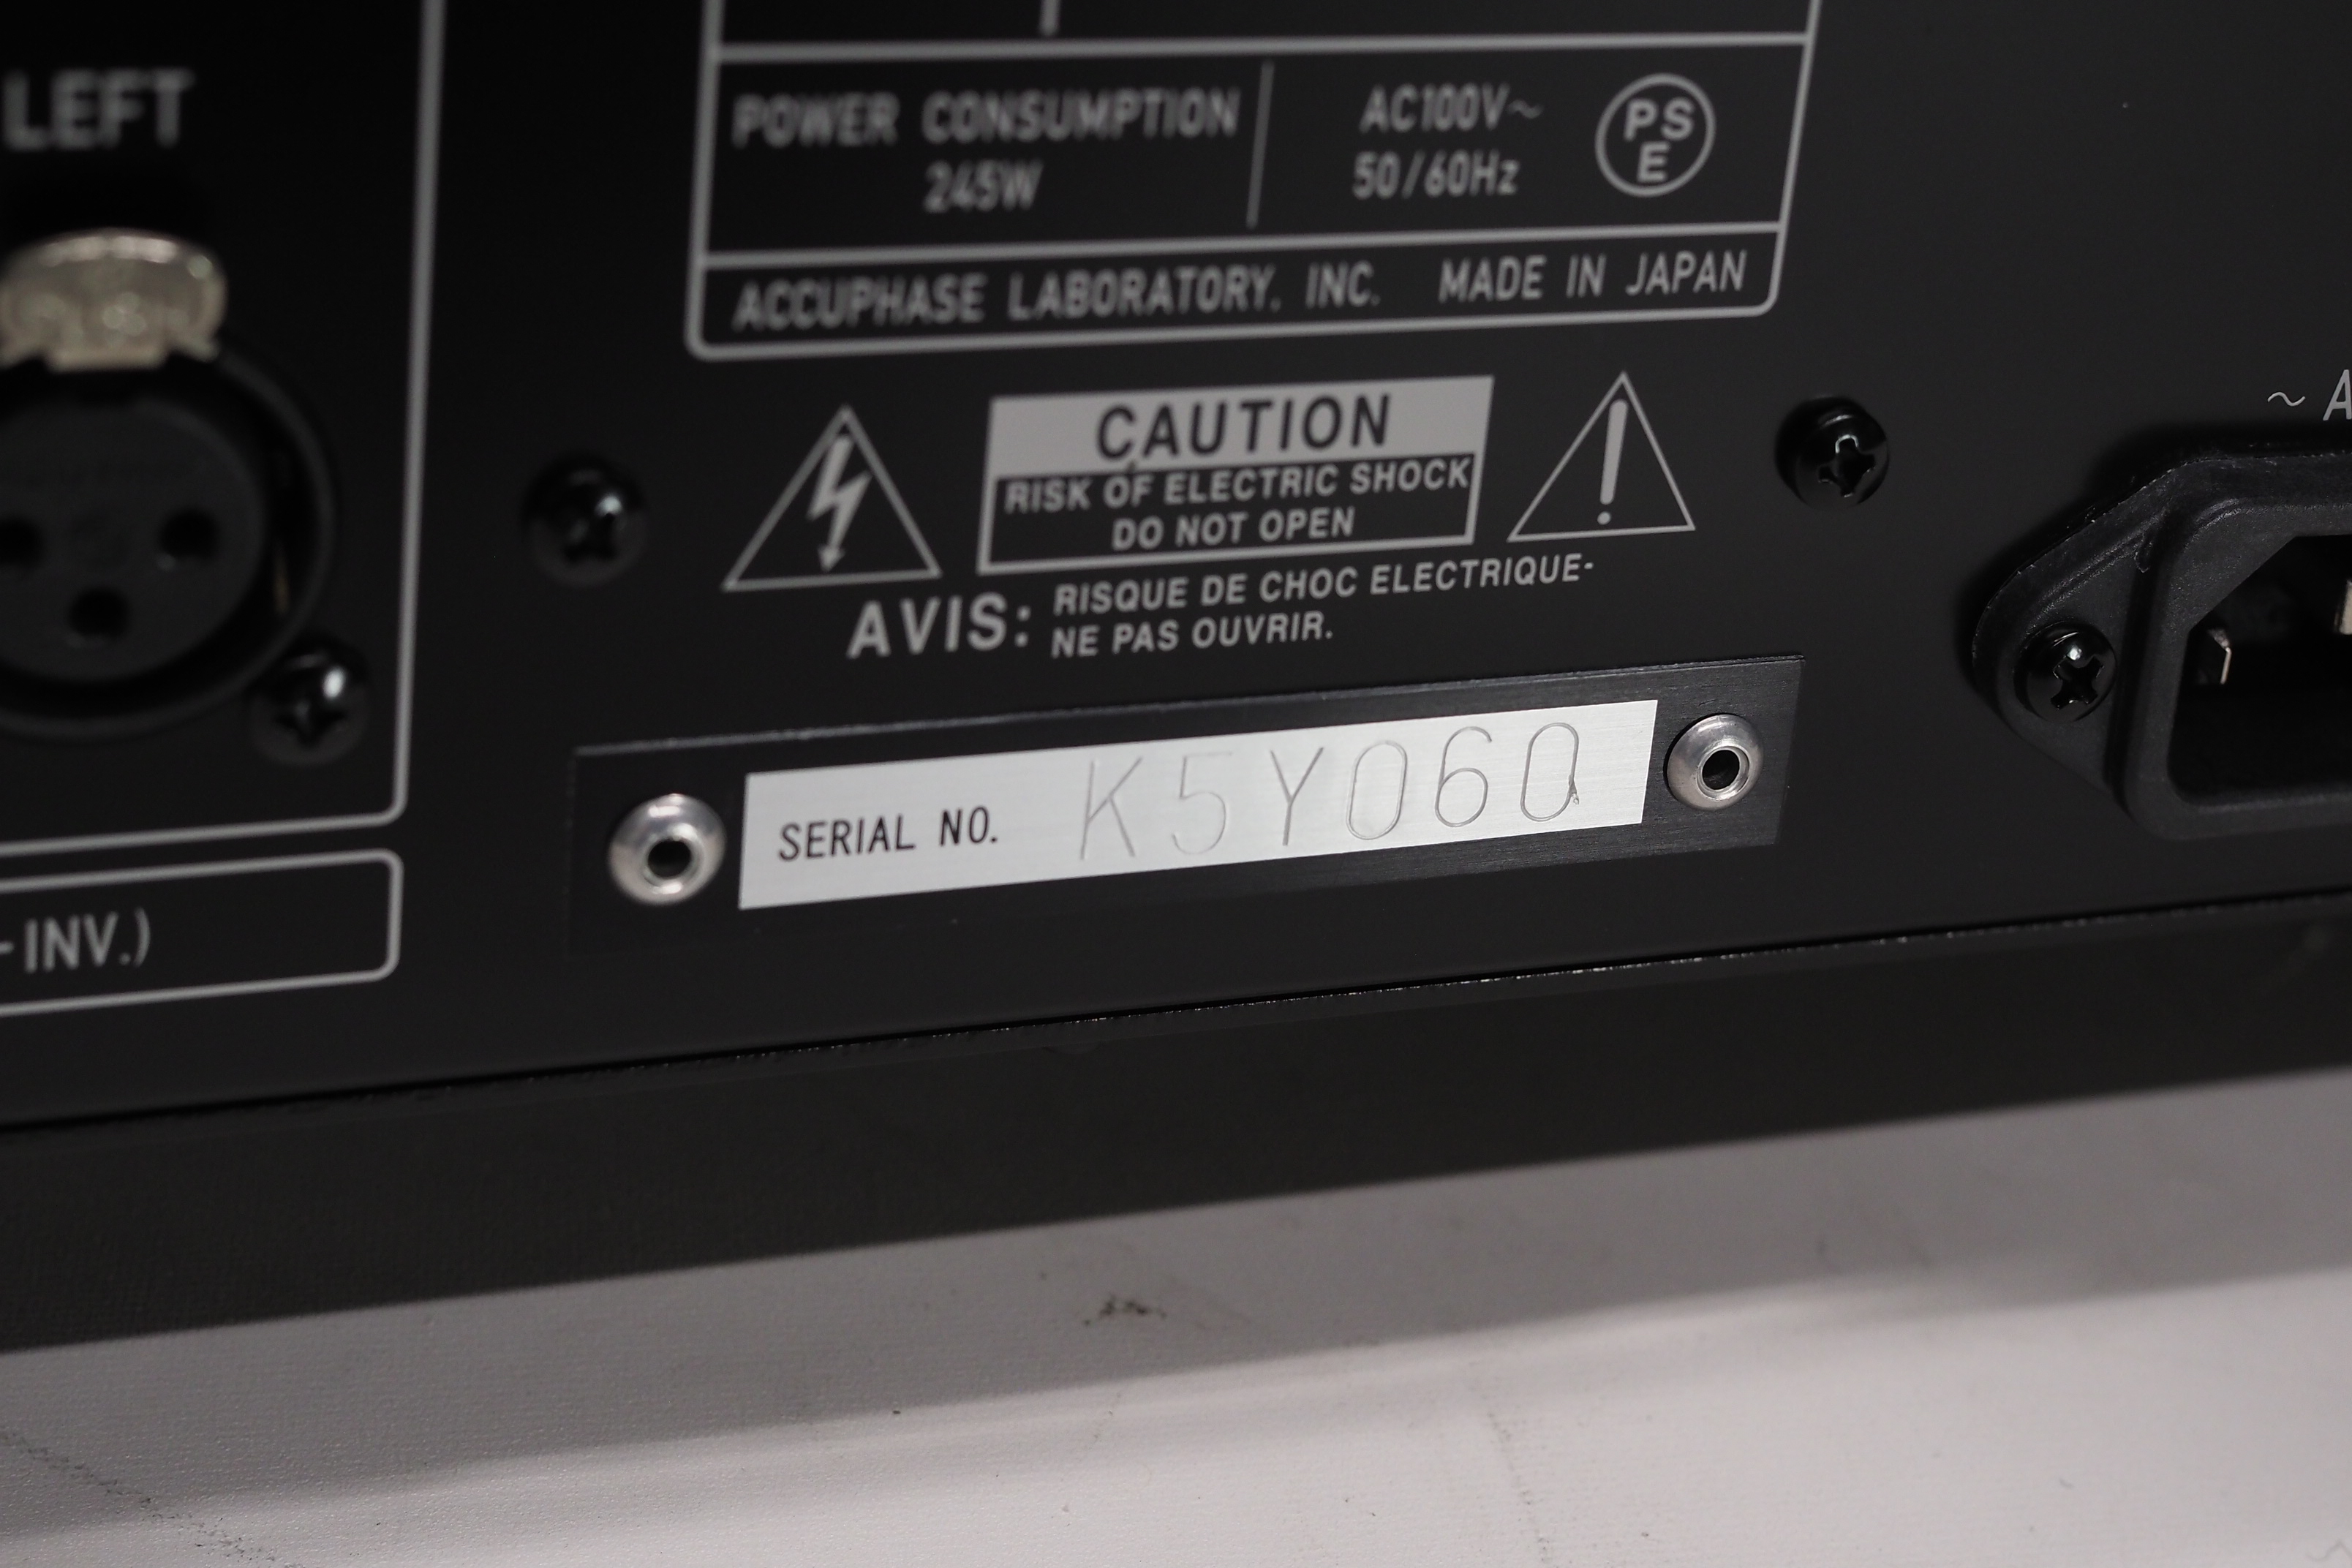 LEFT
POWER CONSUMPTION
245W
AC100V~
50/60Hz
PSE
ACCUPHASE LABORATORY, INC. MADE IN JAPAN
CAUTION
RISK OF ELECTRIC SHOCK
DO NOT OPEN
AVIS: RISQUE DE CHOC ELECTRIQUE-
NE PAS OUVRIR.
~ A
SERIAL NO. K5Y060
-INV.)